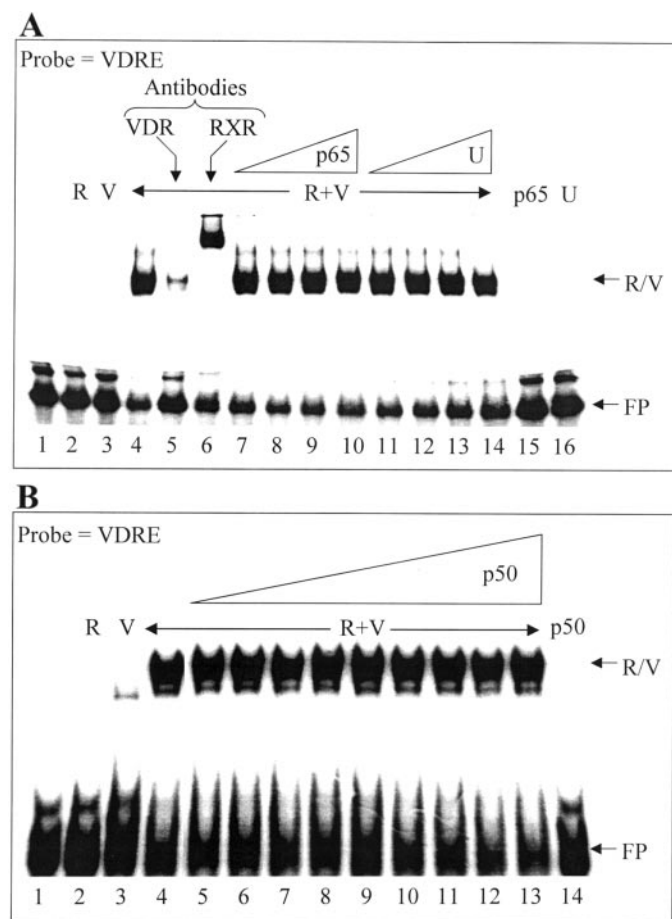 A
Probe = VDRE
Antibodies
VDR RXR
p65 U
R V R+V p65 U
R/V
FP
1 2 3 4 5 6 7 8 9 10 11 12 13 14 15 16
B
Probe = VDRE
p50
R V R+V p50
R/V
FP
1 2 3 4 5 6 7 8 9 10 11 12 13 14